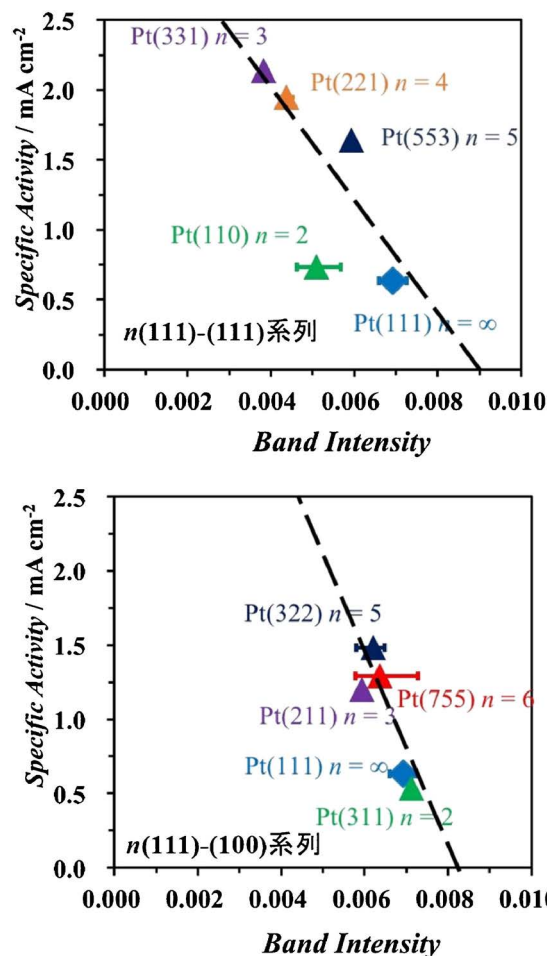 2.5
2.0
1.5
1.0
0.5
0.0
Specific Activity / mA cm⁻²
Pt(331) n = 3
Pt(221) n = 4
Pt(553) n = 5
Pt(110) n = 2
Pt(111) n = ∞
n(111)-(111)系列
0.000 0.002 0.004 0.006 0.008 0.010
Band Intensity
2.5
2.0
1.5
1.0
0.5
0.0
Specific Activity / mA cm⁻²
Pt(322) n = 5
Pt(755) n = 6
Pt(211) n = 3
Pt(111) n = ∞
Pt(311) n = 2
n(111)-(100)系列
0.000 0.002 0.004 0.006 0.008 0.010
Band Intensity